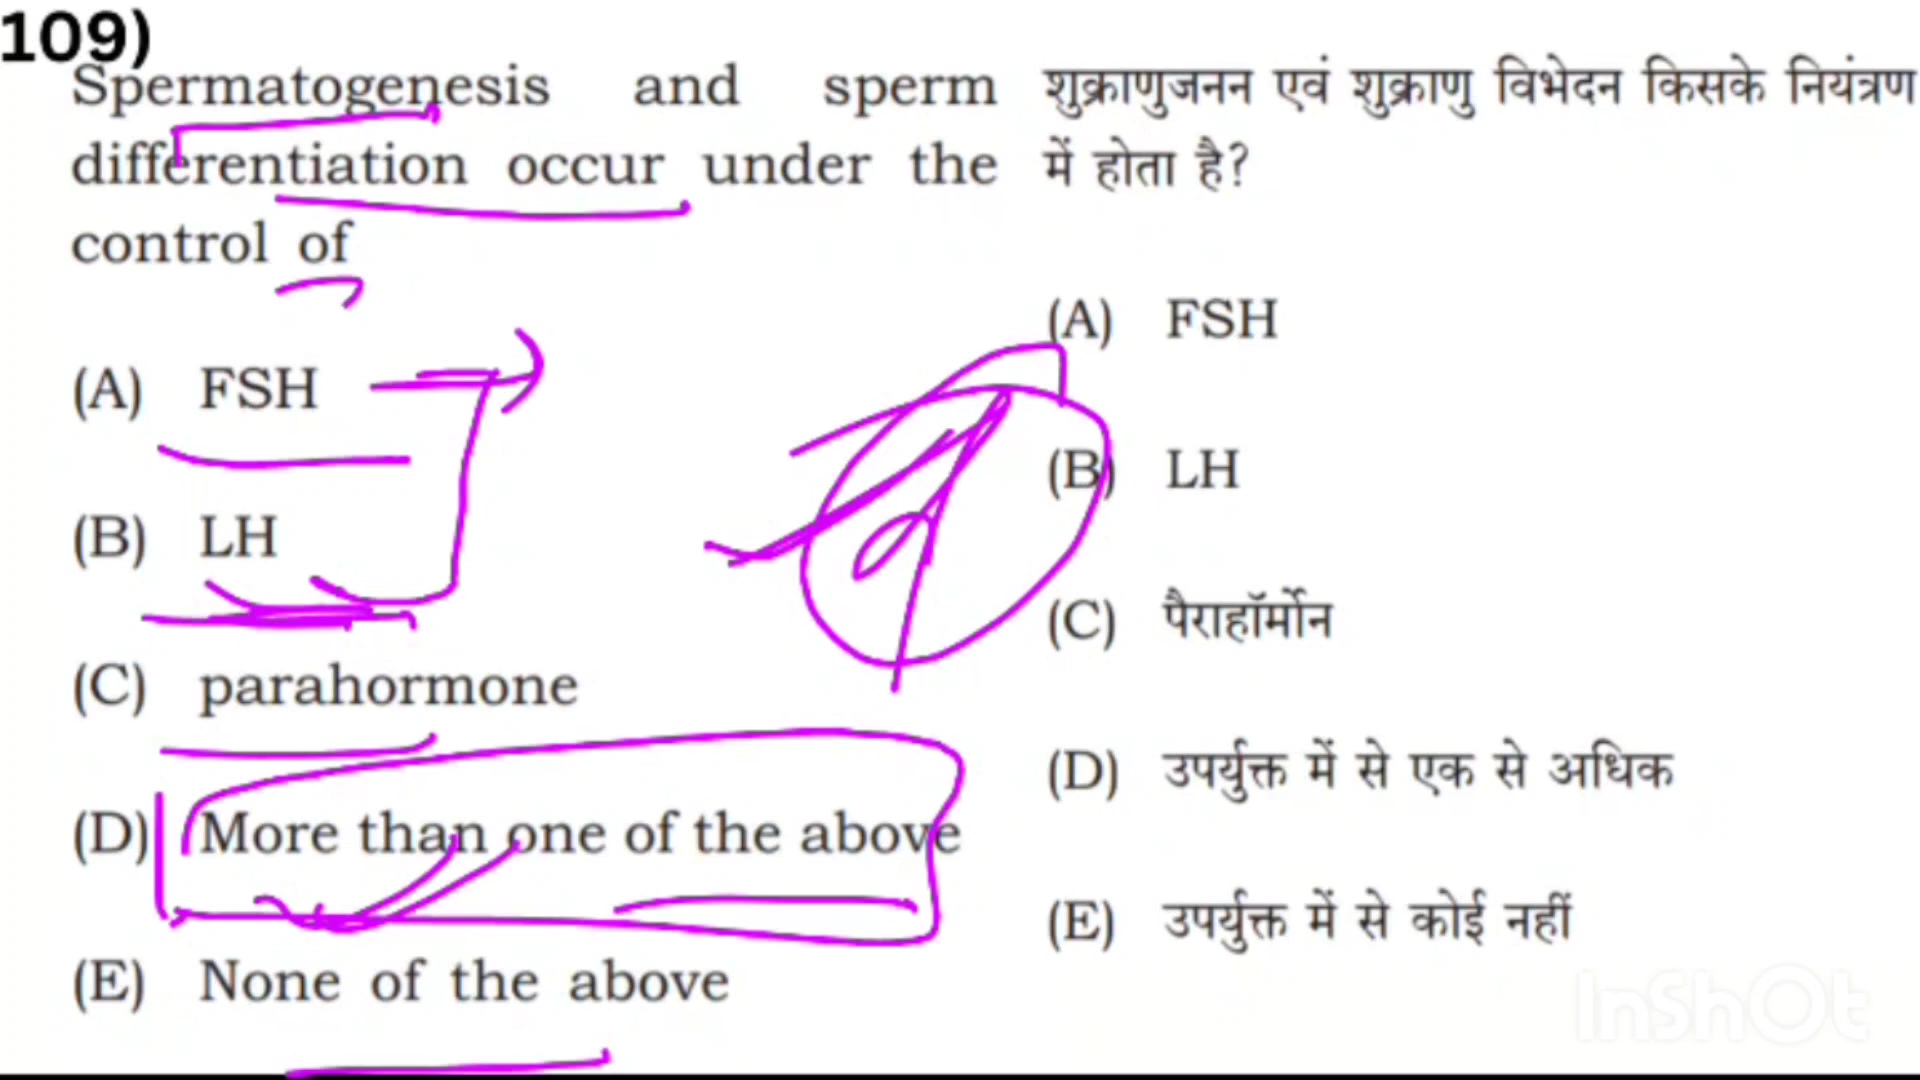 109)
Spermatogenesis and sperm
differentiation occur under the
control of
(A) FSH
(B) LH
(C) parahormone
(D) More than one of the above
(E) None of the above
शुक्राणुजनन एवं शुक्राणु विभेदन किसके नियंत्रण
में होता है?
(A) FSH
(B) LH
(C) पैराहॉर्मोन
(D) उपर्युक्त में से एक से अधिक
(E) उपर्युक्त में से कोई नहीं
InShOt